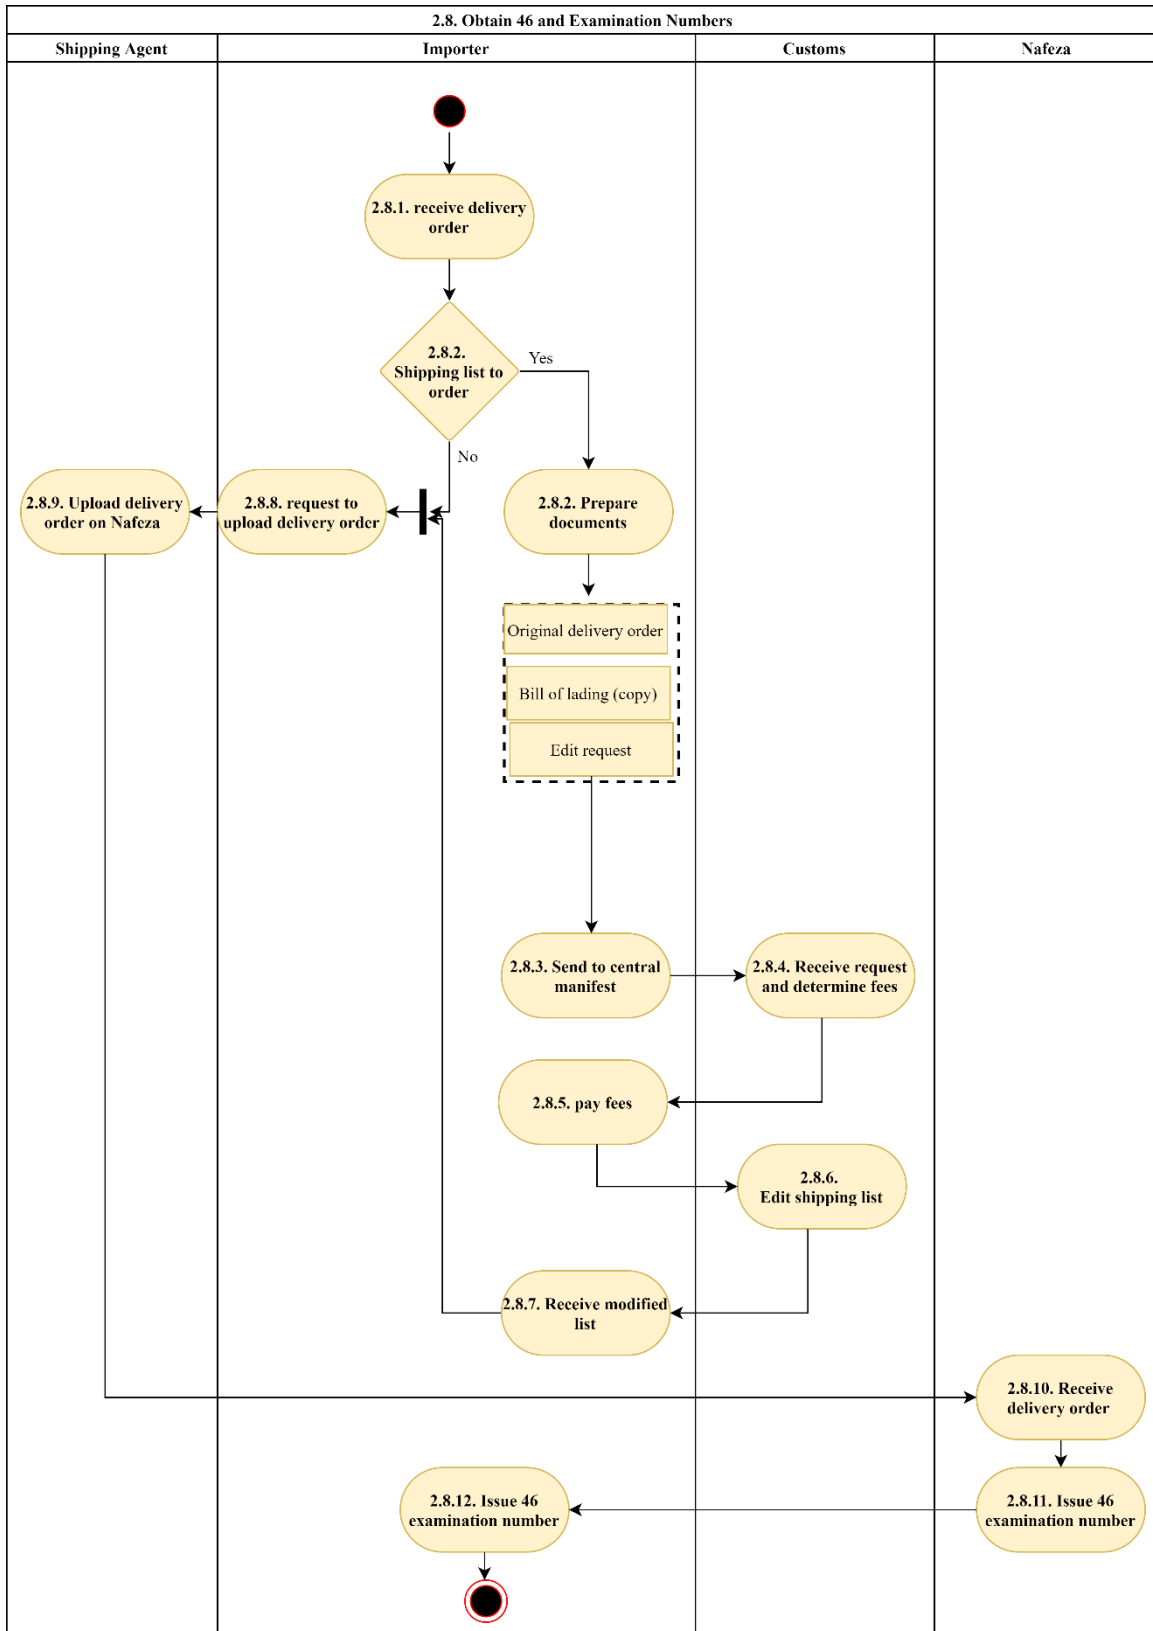 2.8. Obtain 46 and Examination Numbers
Shipping Agent
Importer
Customs
Nafeza
2.8.1. receive delivery
order
2.8.2.
Shipping list to
order
Yes
No
2.8.9. Upload delivery
order on Nafeza
2.8.8. request to
upload delivery order
2.8.2. Prepare
documents
Original delivery order
Bill of lading (copy)
Edit request
2.8.3. Send to central
manifest
2.8.4. Receive request
and determine fees
2.8.5. pay fees
2.8.6.
Edit shipping list
2.8.7. Receive modified
list
2.8.10. Receive
delivery order
2.8.12. Issue 46
examination number
2.8.11. Issue 46
examination number